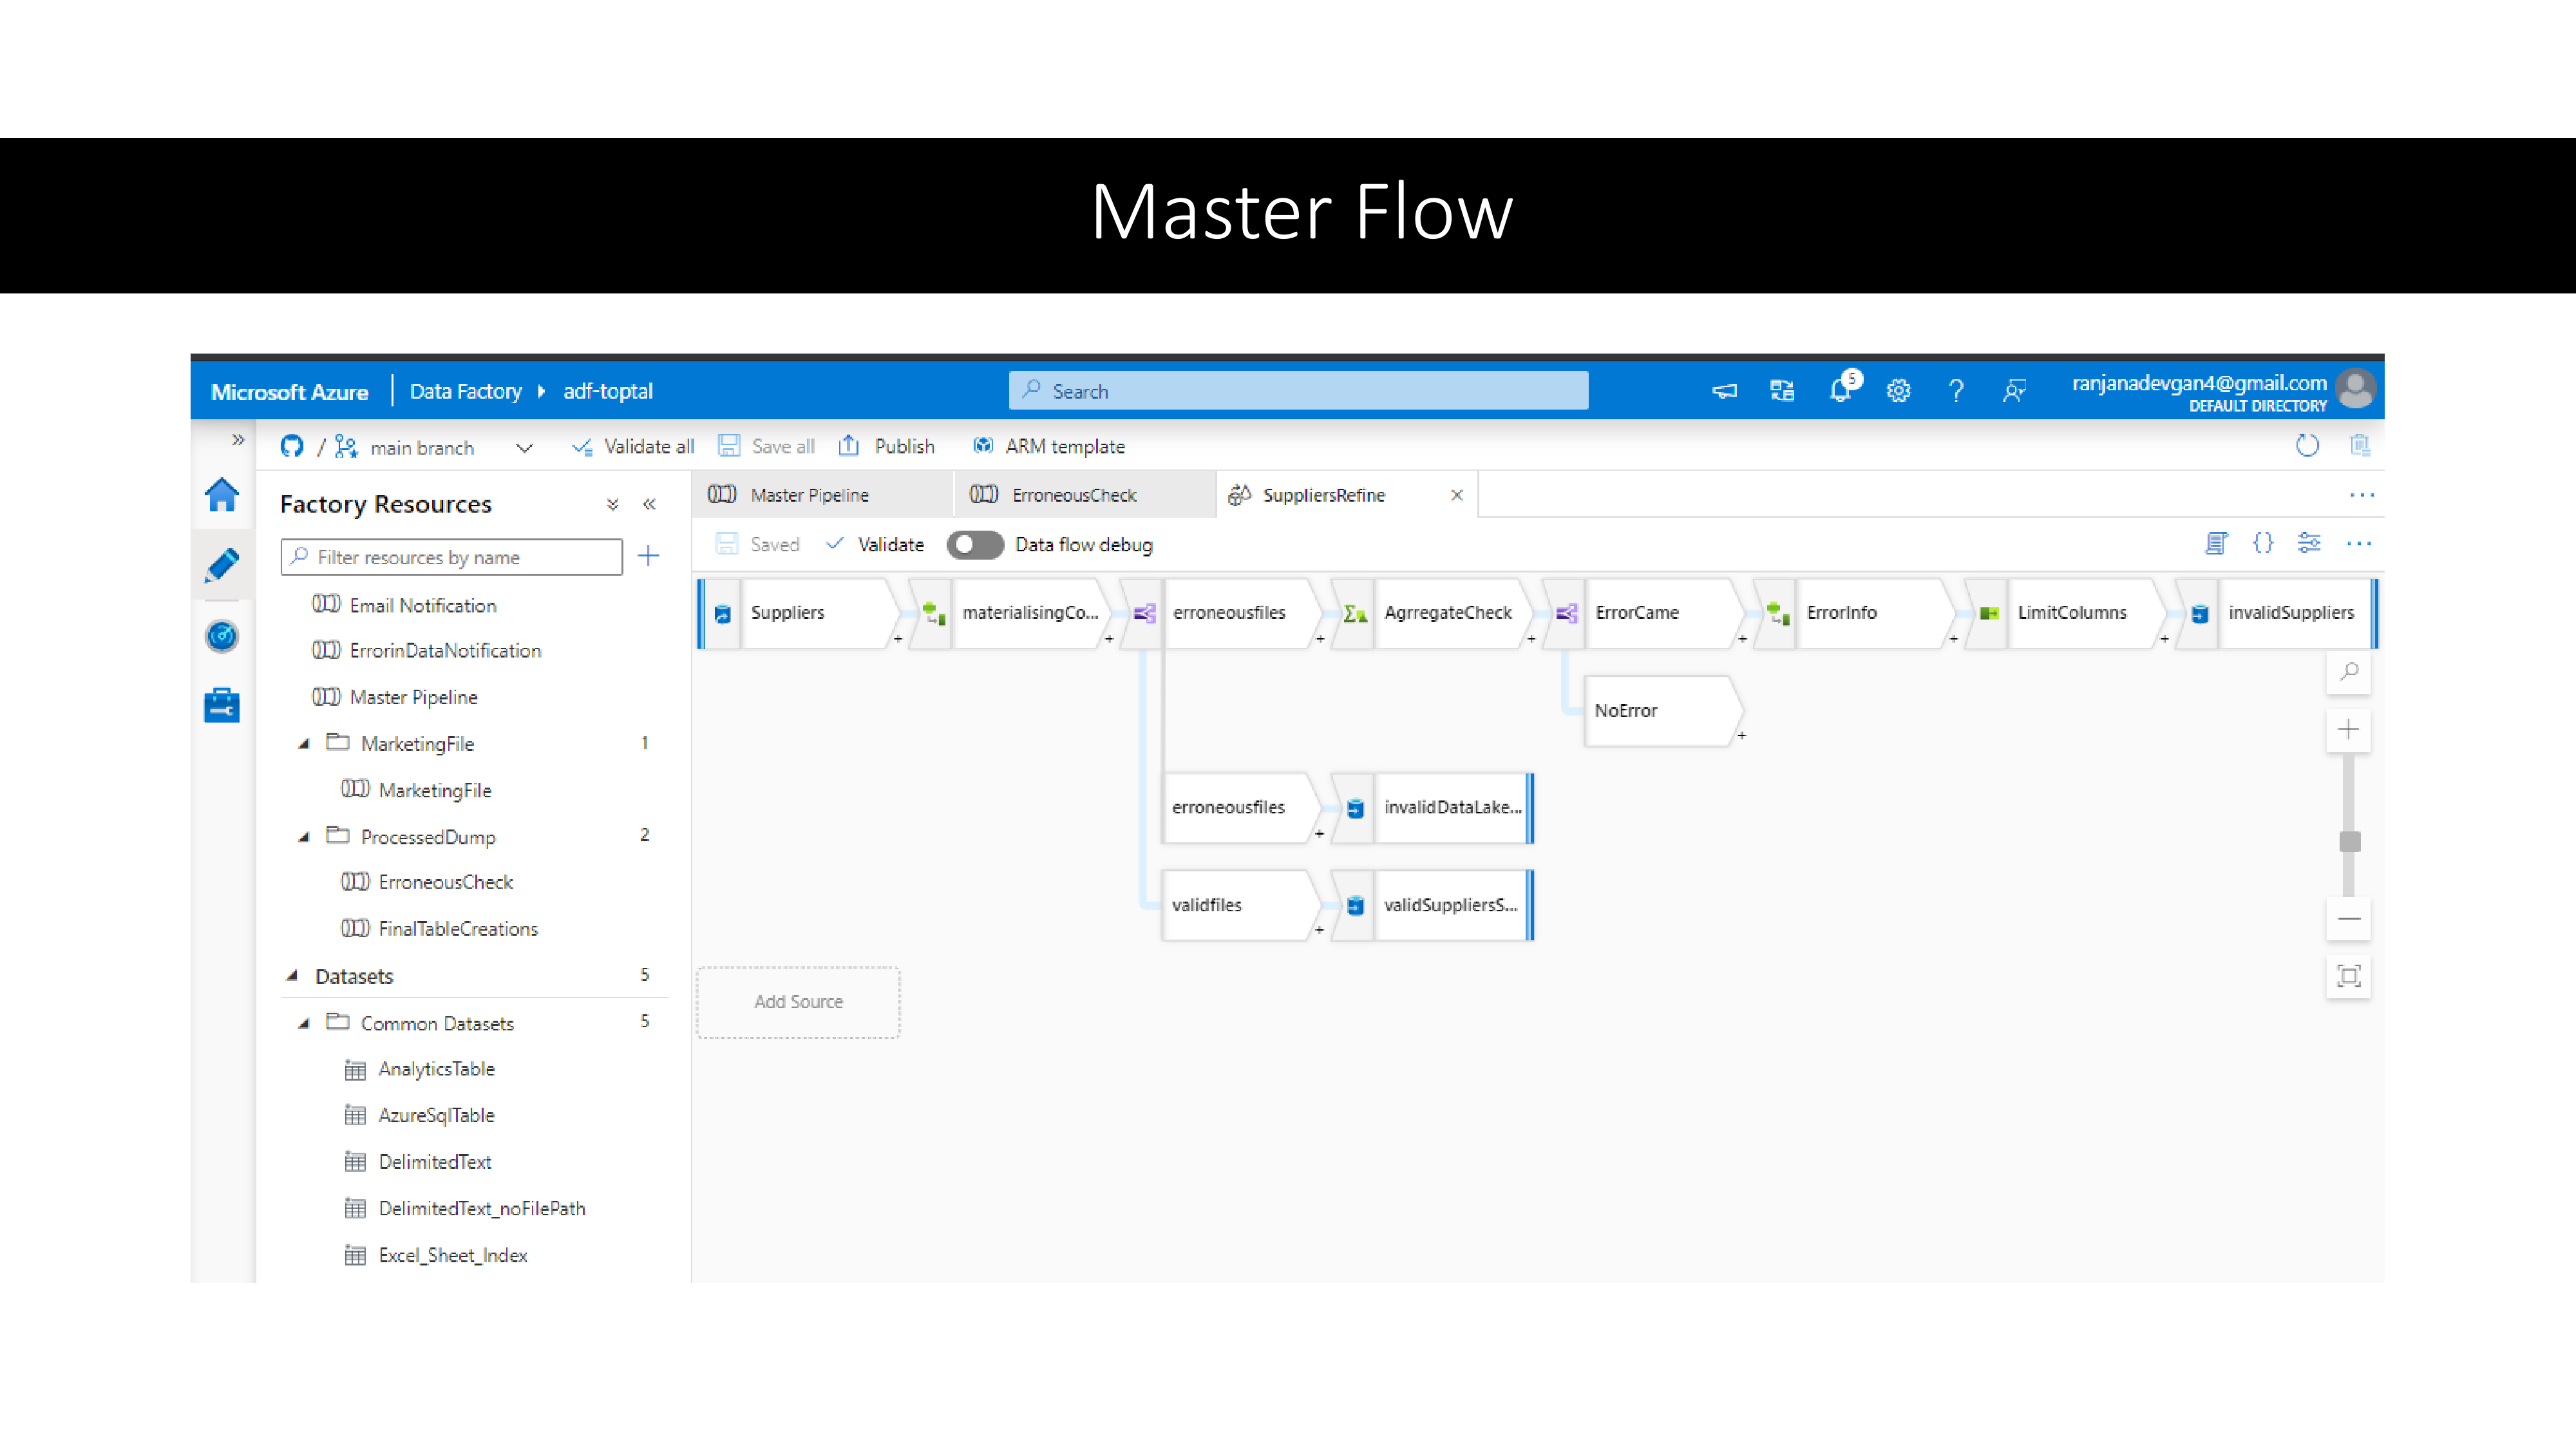 Master Flow
Microsoft Azure Data Factory adf-toptal Search 5 ranjanadevgan4@gmail.com
DEFAULT DIRECTORY
» / main branch Validate all Save all Publish ARM template
Factory Resources « Master Pipeline ErroneousCheck SuppliersRefine × ...
Filter resources by name + Saved Validate Data flow debug {} ...
Email Notification
ErrorinDataNotification
Master Pipeline
MarketingFile 1
MarketingFile
ProcessedDump 2
ErroneousCheck
FinalTableCreations
Datasets 5
Common Datasets 5
AnalyticsTable
AzureSqlTable
DelimitedText
DelimitedText_noFilePath
Excel_Sheet_Index
Suppliers + materialisingCo... + erroneousfiles + AgrregateCheck + ErrorCame + ErrorInfo + LimitColumns + invalidSuppliers
NoError +
erroneousfiles + invalidDataLake...
validfiles + validSuppliersS...
Add Source